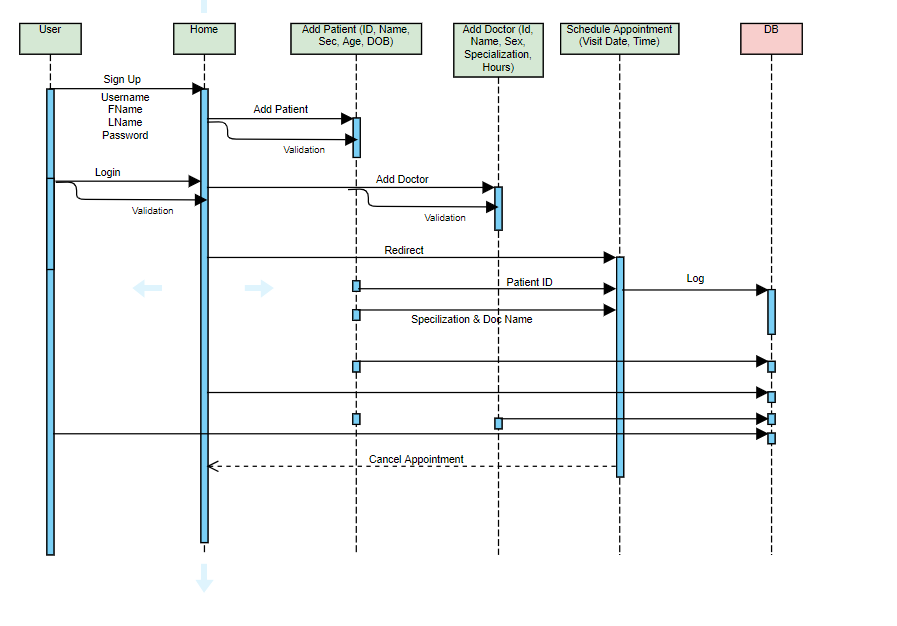 User
Home
Add Patient (ID, Name,
Sec, Age, DOB)
Add Doctor (Id,
Name, Sex,
Specialization,
Hours)
Schedule Appointment
(Visit Date, Time)
DB
Sign Up
Username
FName
LName
Password
Add Patient
Validation
Login
Validation
Add Doctor
Validation
Redirect
Patient ID
Log
Specilization & Doc Name
Cancel Appointment